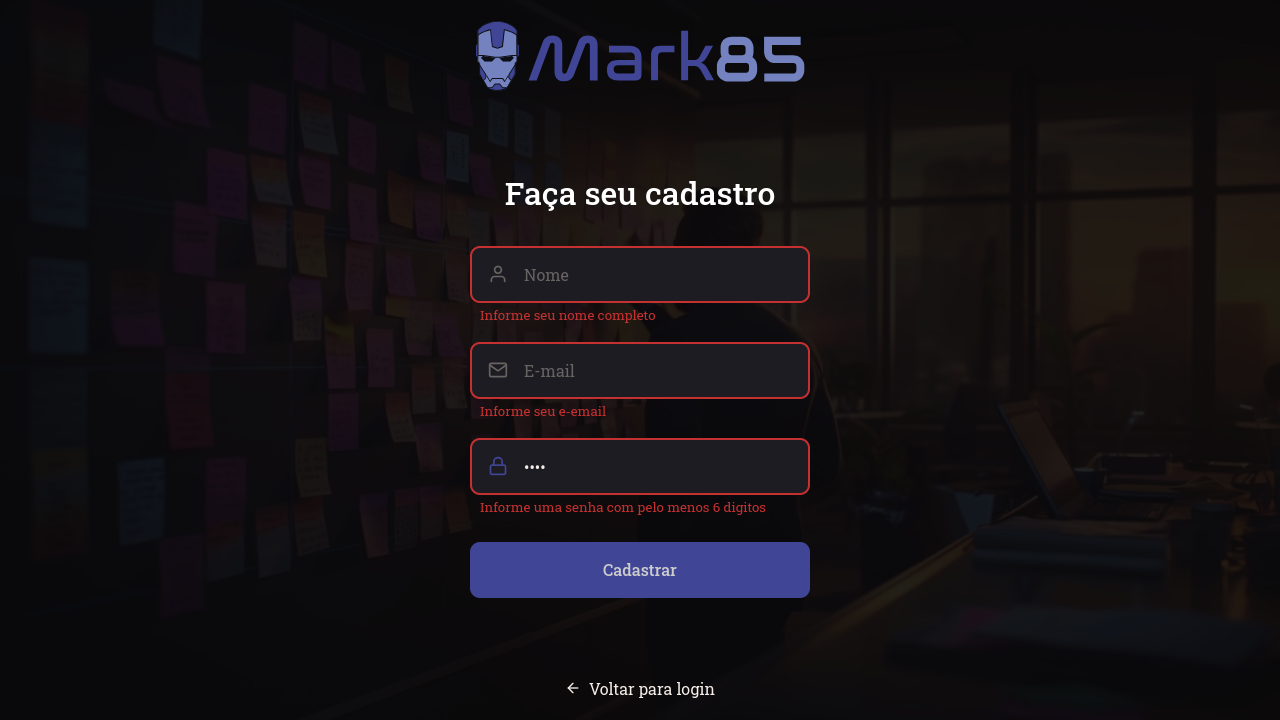 Mark85
Faça seu cadastro
Nome
Informe seu nome completo
E-mail
Informe seu e-email
••••
Informe uma senha com pelo menos 6 digitos
Cadastrar
Voltar para login